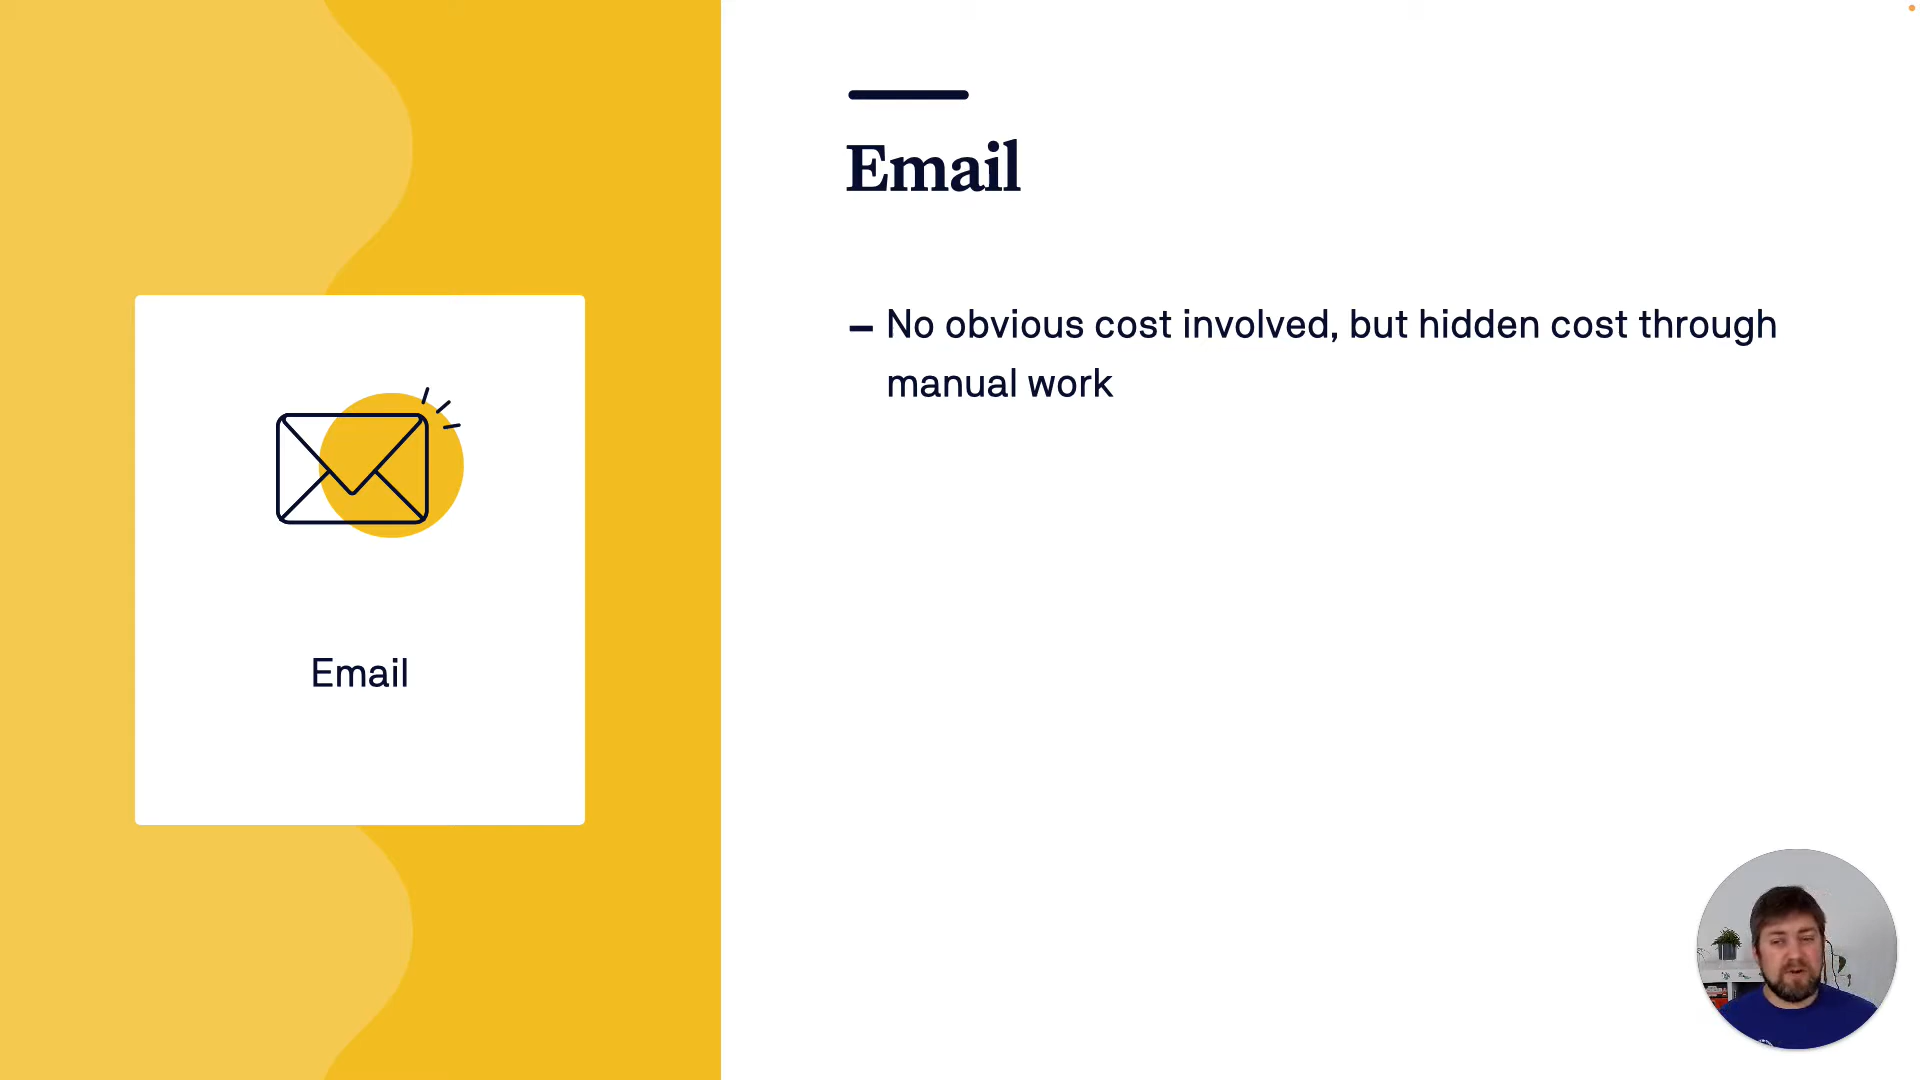 Email
– No obvious cost involved, but hidden cost through
manual work
Email